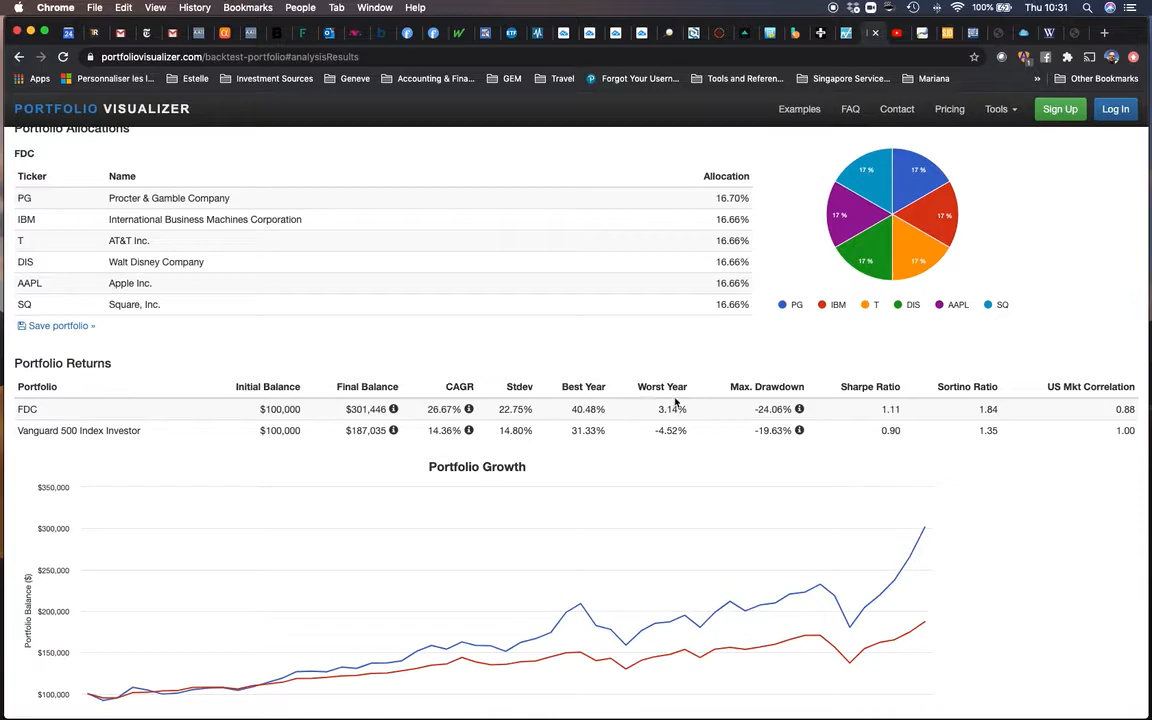 Chrome File Edit View History Bookmarks People Tab Window Help 100% Thu 10:31
portfoliovisualizer.com/backtest-portfolio#analysisResults
Apps Personnaliser les l... Estelle Investment Sources Geneve Accounting & Fina... GEM Travel Forgot Your Usern... Tools and Referen... Singapore Service... Mariana » Other Bookmarks
PORTFOLIO VISUALIZER Examples FAQ Contact Pricing Tools Sign Up Log In
Portfolio Allocations
FDC
Ticker Name Allocation
PG Procter & Gamble Company 16.70%
IBM International Business Machines Corporation 16.66%
T AT&T Inc. 16.66%
DIS Walt Disney Company 16.66%
AAPL Apple Inc. 16.66%
SQ Square, Inc. 16.66%
17 % 17 %
17 % 17 %
17 % 17 %
PG IBM T DIS AAPL SQ
Save portfolio »
Portfolio Returns
Portfolio Initial Balance Final Balance CAGR Stdev Best Year Worst Year Max. Drawdown Sharpe Ratio Sortino Ratio US Mkt Correlation
FDC $100,000 $301,446 26.67% 22.75% 40.48% 3.14% -24.06% 1.11 1.84 0.88
Vanguard 500 Index Investor $100,000 $187,035 14.36% 14.80% 31.33% -4.52% -19.63% 0.90 1.35 1.00
Portfolio Growth
Portfolio Balance ($)
$350,000
$300,000
$250,000
$200,000
$150,000
$100,000